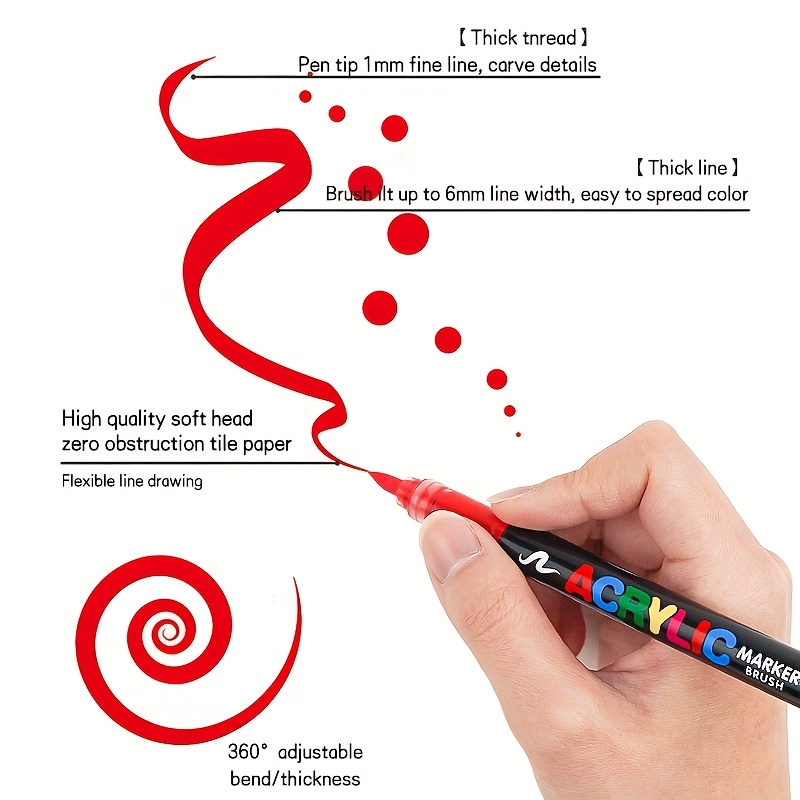 【Thick tnread】
Pen tip 1mm fine line, carve details
【Thick line】
Brush ilt up to 6mm line width, easy to spread color
High quality soft head
zero obstruction tile paper
Flexible line drawing
ACRYLIC MARKER
BRUSH
360° adjustable
bend/thickness